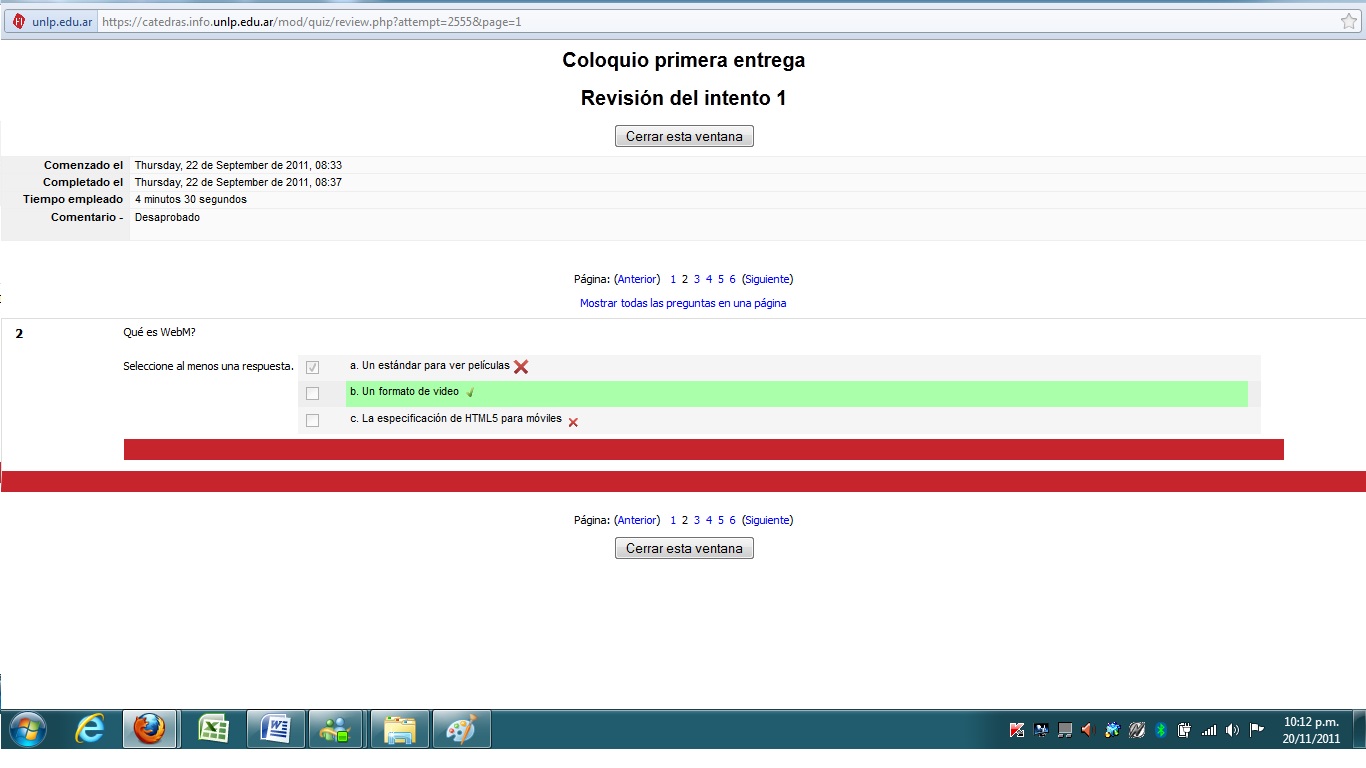 unlp.edu.ar https://catedras.info.unlp.edu.ar/mod/quiz/review.php?attempt=2555&page=1
Coloquio primera entrega
Revisión del intento 1
Cerrar esta ventana
Comenzado el Thursday, 22 de September de 2011, 08:33
Completado el Thursday, 22 de September de 2011, 08:37
Tiempo empleado 4 minutos 30 segundos
Comentario - Desaprobado
Página: (Anterior) 1 2 3 4 5 6 (Siguiente)
Mostrar todas las preguntas en una página
2 Qué es WebM?
Seleccione al menos una respuesta. a. Un estándar para ver películas
b. Un formato de video
c. La especificación de HTML5 para móviles
Página: (Anterior) 1 2 3 4 5 6 (Siguiente)
Cerrar esta ventana
10:12 p.m.
20/11/2011